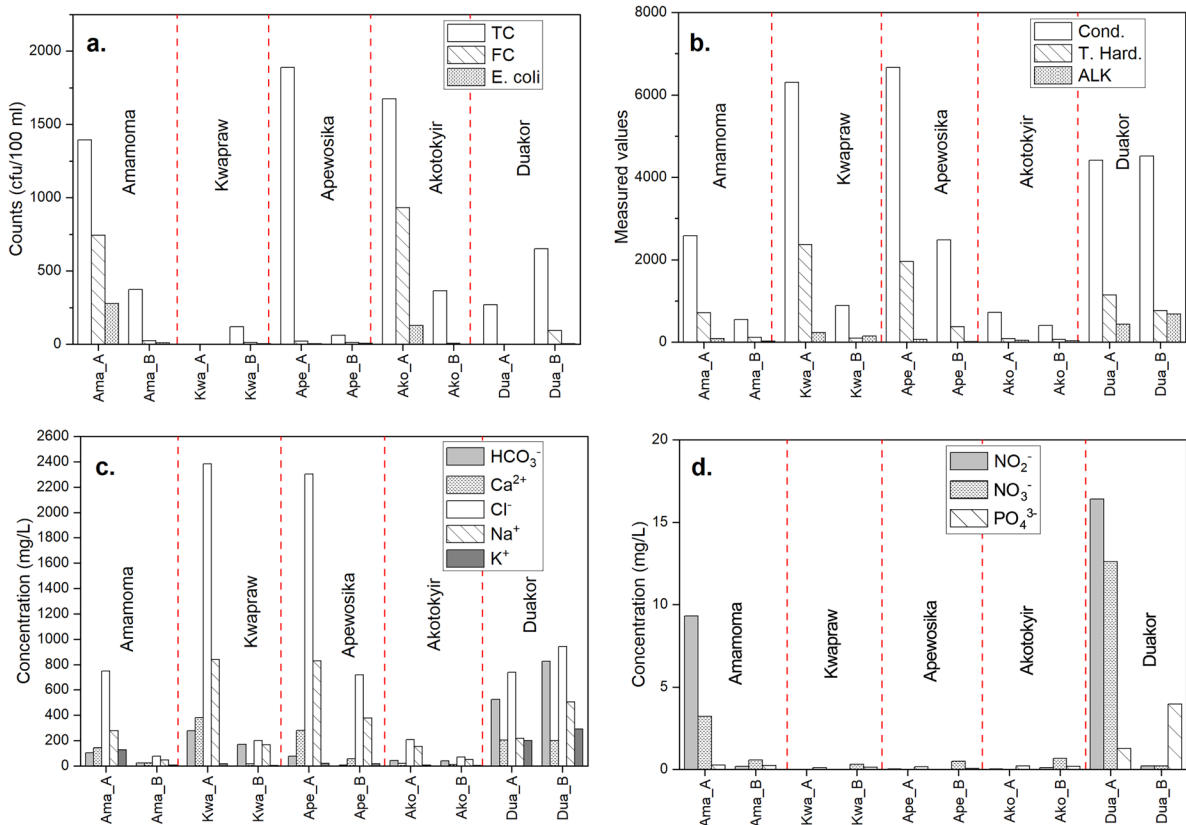 a.
TC
FC
E. coli
Counts (cfu/100 ml)
2000
1500
1000
500
0
Amamoma
Kwapraw
Apewosika
Akotokyir
Duakor
Ama_A
Ama_B
Kwa_A
Kwa_B
Ape_A
Ape_B
Ako_A
Ako_B
Dua_A
Dua_B
b.
Cond.
T. Hard.
ALK
Measured values
8000
6000
4000
2000
0
Amamoma
Kwapraw
Apewosika
Akotokyir
Duakor
Ama_A
Ama_B
Kwa_A
Kwa_B
Ape_A
Ape_B
Ako_A
Ako_B
Dua_A
Dua_B
c.
HCO₃⁻
Ca²⁺
Cl⁻
Na⁺
K⁺
Concentration (mg/L)
2600
2400
2200
2000
1800
1600
1400
1200
1000
800
600
400
200
0
Amamoma
Kwapraw
Apewosika
Akotokyir
Duakor
Ama_A
Ama_B
Kwa_A
Kwa_B
Ape_A
Ape_B
Ako_A
Ako_B
Dua_A
Dua_B
d.
NO₂⁻
NO₃⁻
PO₄³⁻
Concentration (mg/L)
20
15
10
5
0
Amamoma
Kwapraw
Apewosika
Akotokyir
Duakor
Ama_A
Ama_B
Kwa_A
Kwa_B
Ape_A
Ape_B
Ako_A
Ako_B
Dua_A
Dua_B